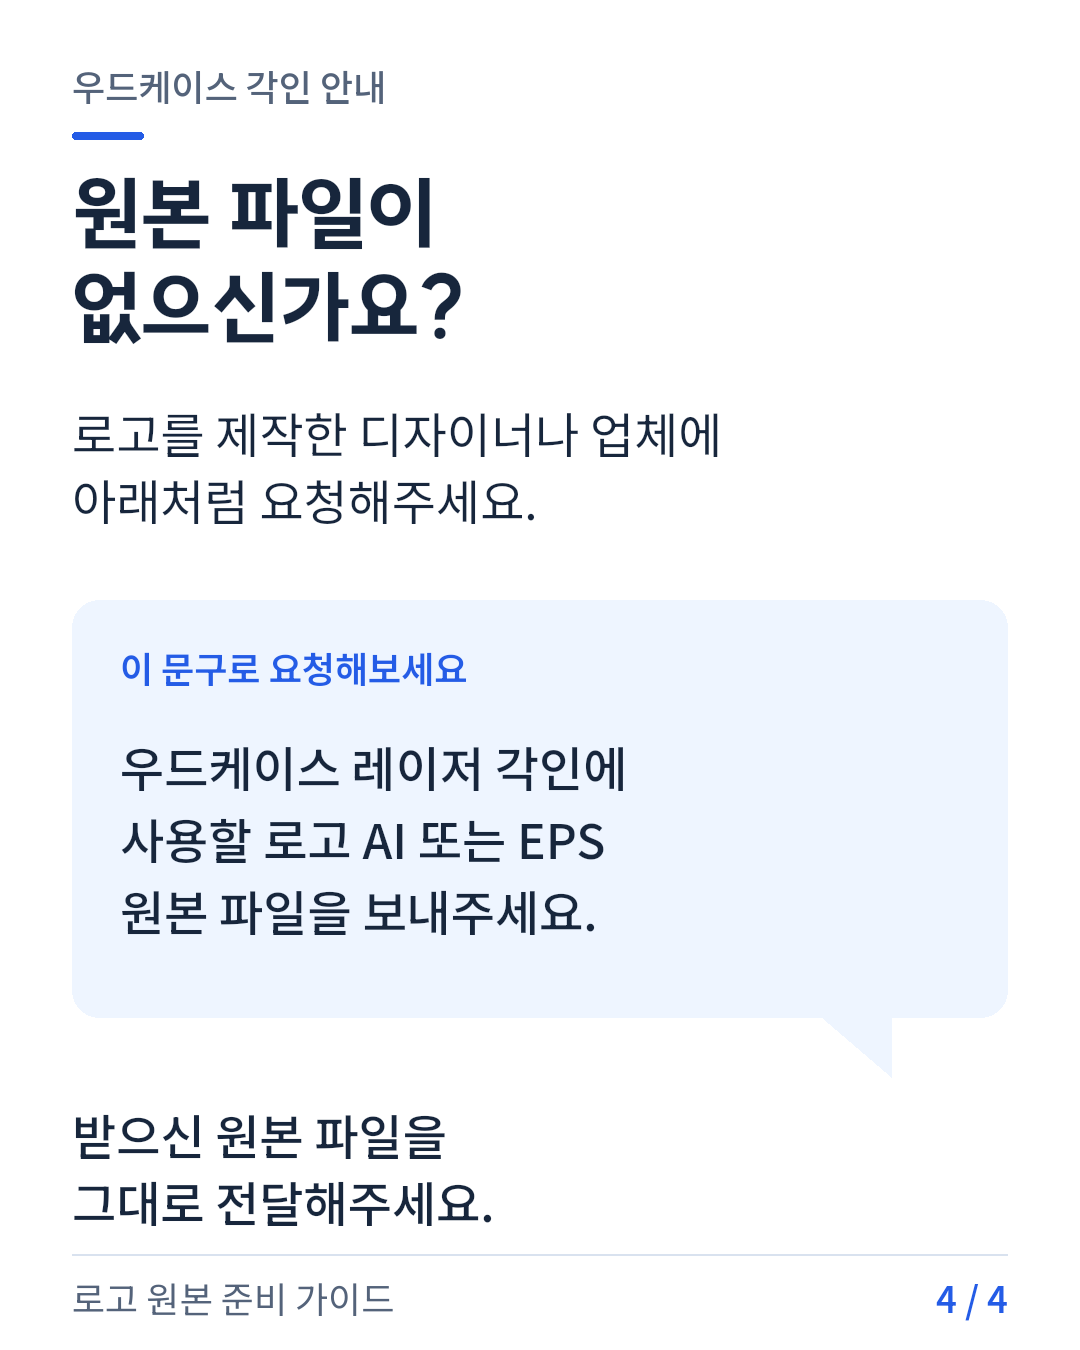 우드케이스 각인 안내
원본 파일이
없으신가요?
로고를 제작한 디자이너나 업체에
아래처럼 요청해주세요.
이 문구로 요청해보세요
우드케이스 레이저 각인에
사용할 로고 AI 또는 EPS
원본 파일을 보내주세요.
받으신 원본 파일을
그대로 전달해주세요.
로고 원본 준비 가이드
4 / 4